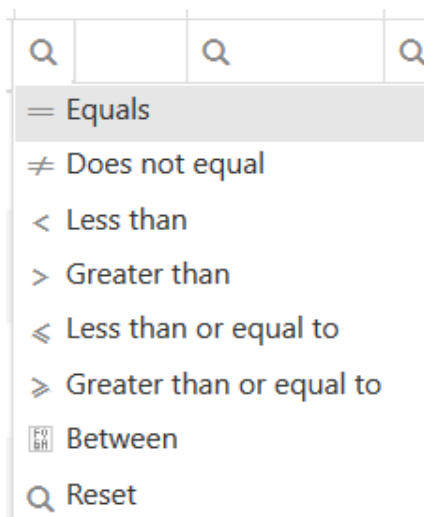 = Equals
≠ Does not equal
< Less than
> Greater than
⩽ Less than or equal to
⩾ Greater than or equal to
Between
Reset